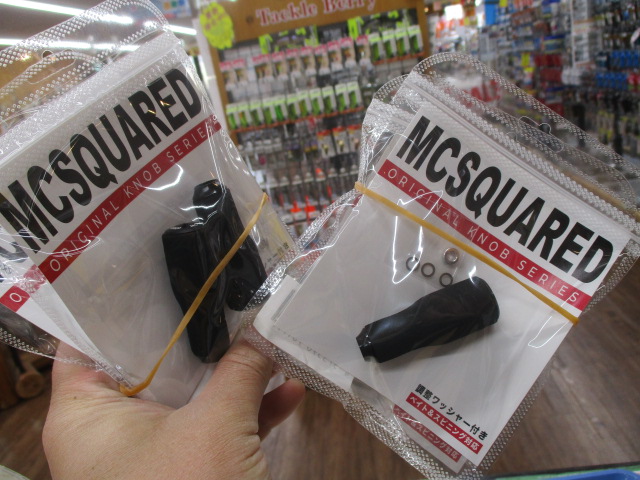 Tackle Berry
MCSQUARED
ORIGINAL KNOB SERIES
MCSQUARED
ORIGINAL KNOB SERIES
調整ワッシャー付き
ベイト&スピニング対応